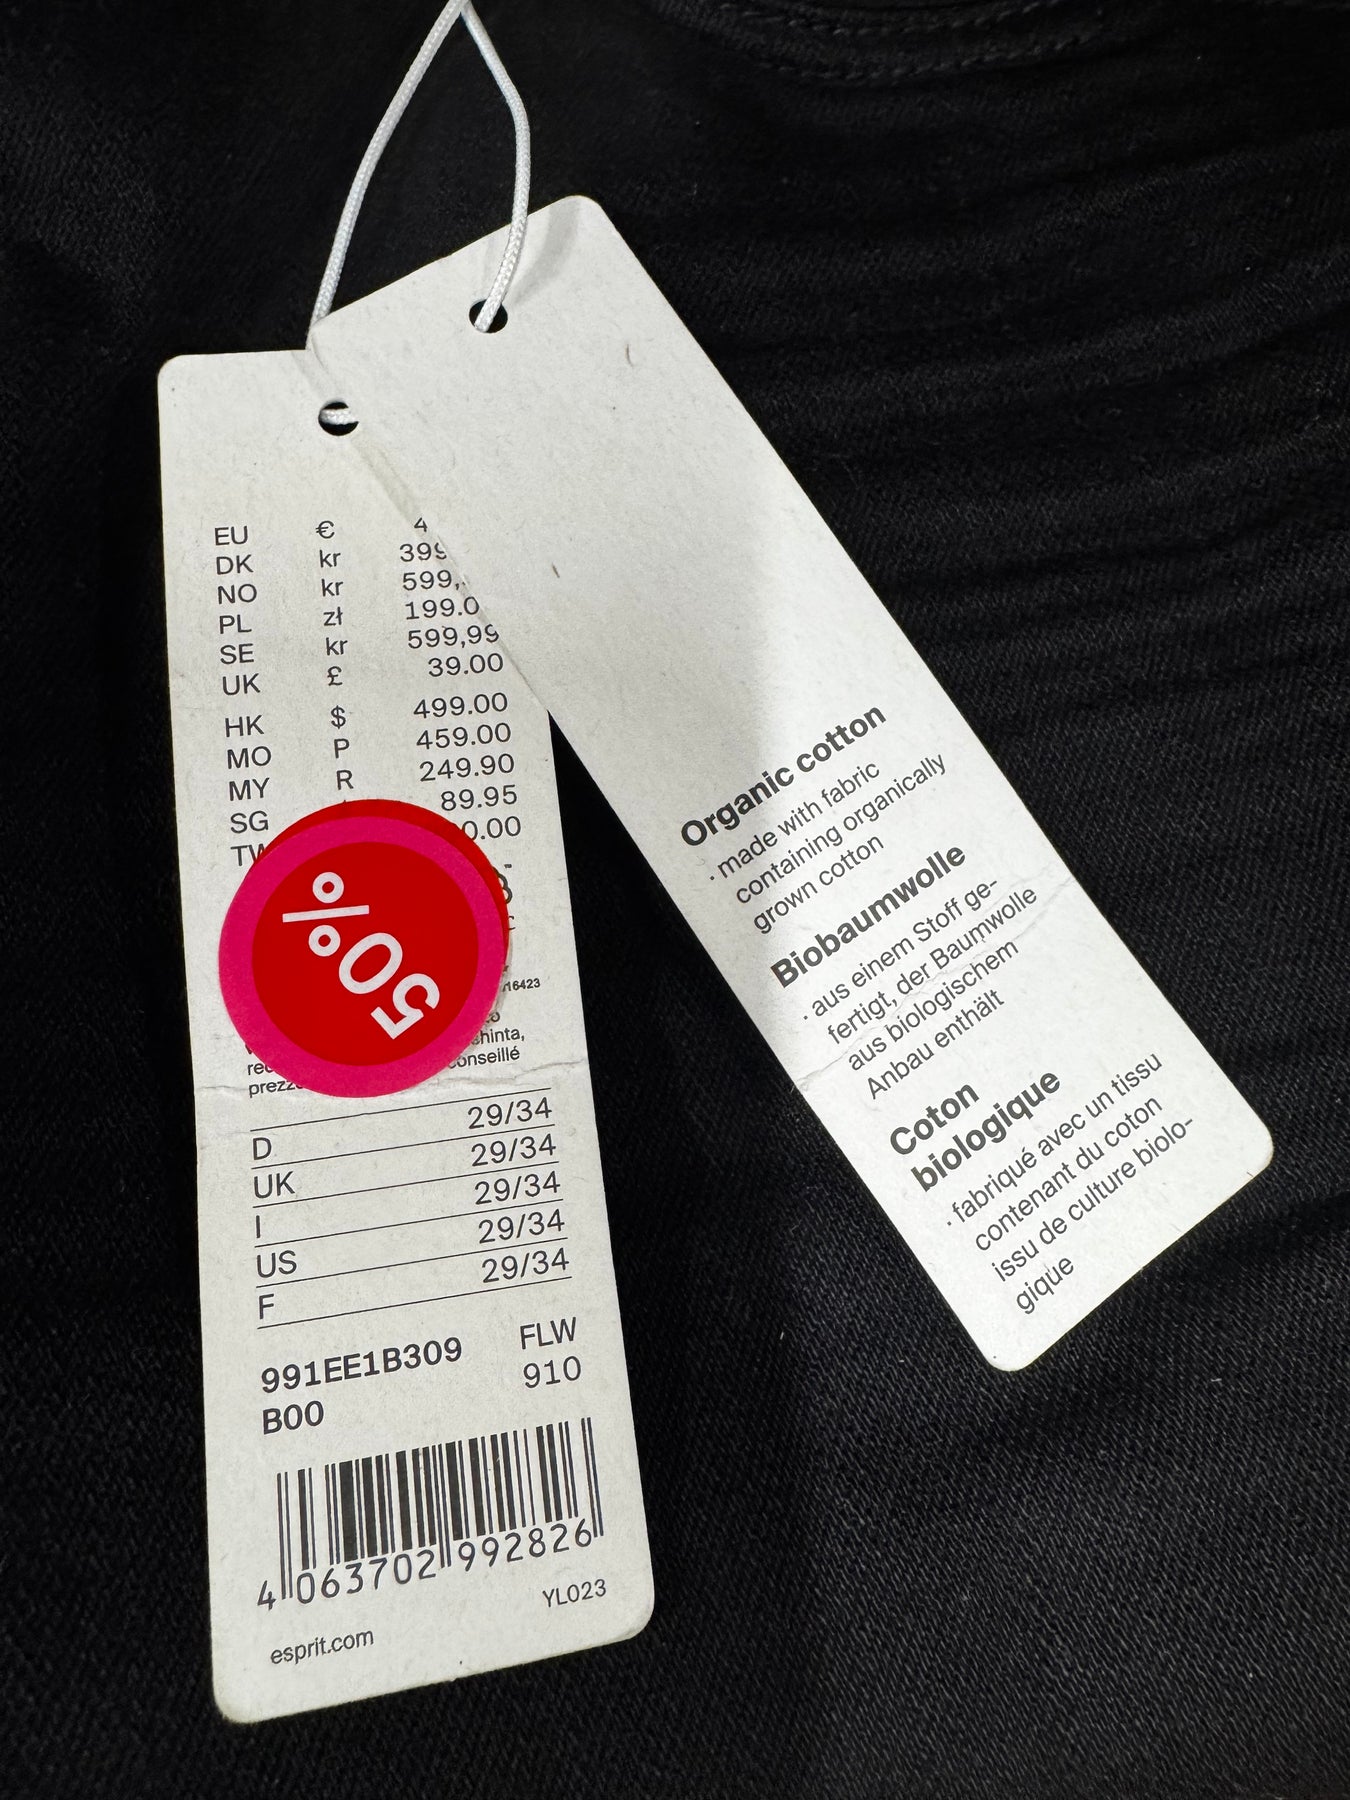 EU € 4
DK kr 399
NO kr 599,
PL zł 199.0
SE kr 599,99
UK £ 39.00
HK $ 499.00
MO P 459.00
MY R 249.90
SG 89.95
TW 0.00
50%
16423
conseillé
D 29/34
UK 29/34
I 29/34
US 29/34
F 29/34
991EE1B309 FLW
B00 910
4 063702 992826
YL023
esprit.com
Organic cotton
· made with fabric
containing organically
grown cotton
Biobaumwolle
· aus einem Stoff ge-
fertigt, der Baumwolle
aus biologischem
Anbau enthält
Coton
biologique
· fabriqué avec un tissu
contenant du coton
issu de culture biolo-
gique